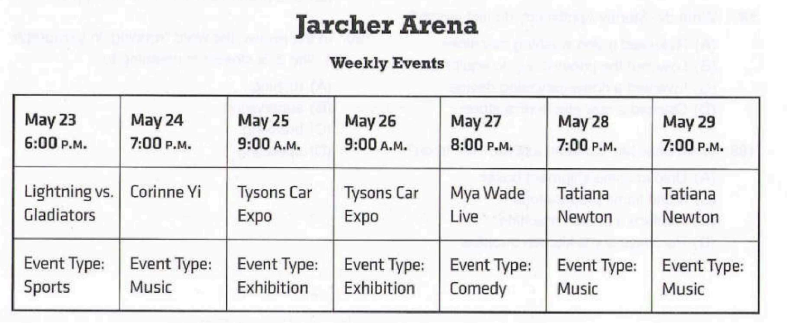 Jarcher Arena
Weekly Events
May 23
6:00 P.M.
May 24
7:00 P.M.
May 25
9:00 A.M.
May 26
9:00 A.M.
May 27
8:00 P.M.
May 28
7:00 P.M.
May 29
7:00 P.M.
Lightning vs.
Gladiators
Corinne Yi
Tysons Car
Expo
Tysons Car
Expo
Mya Wade
Live
Tatian
Newton
Tatiana
Newton
Event Type:
Sports
Event Type:
Music
Event Type:
Exhibition
Event Type:
Exhibition
Event Type:
Comedy
Event Type:
Music
Event Type:
Music